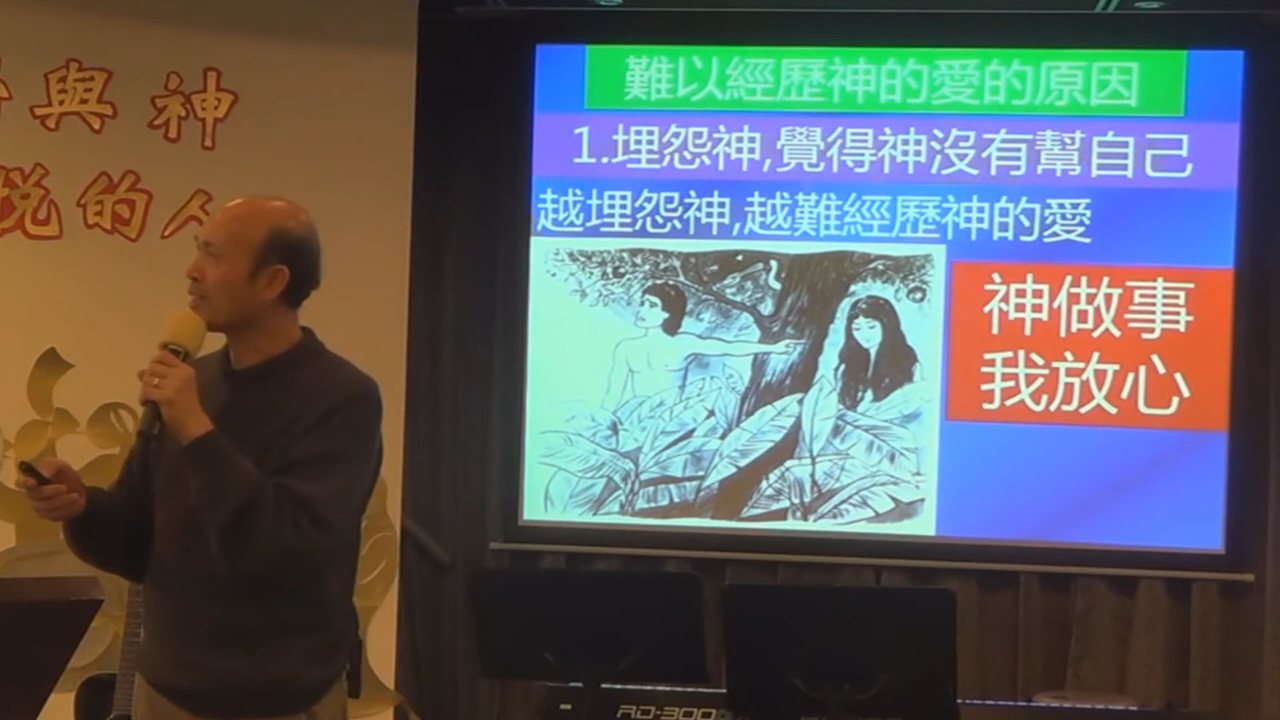 與神
悅的人
難以經歷神的愛的原因
1.埋怨神,覺得神沒有幫自己
越埋怨神,越難經歷神的愛
神做事
我放心
RD-300